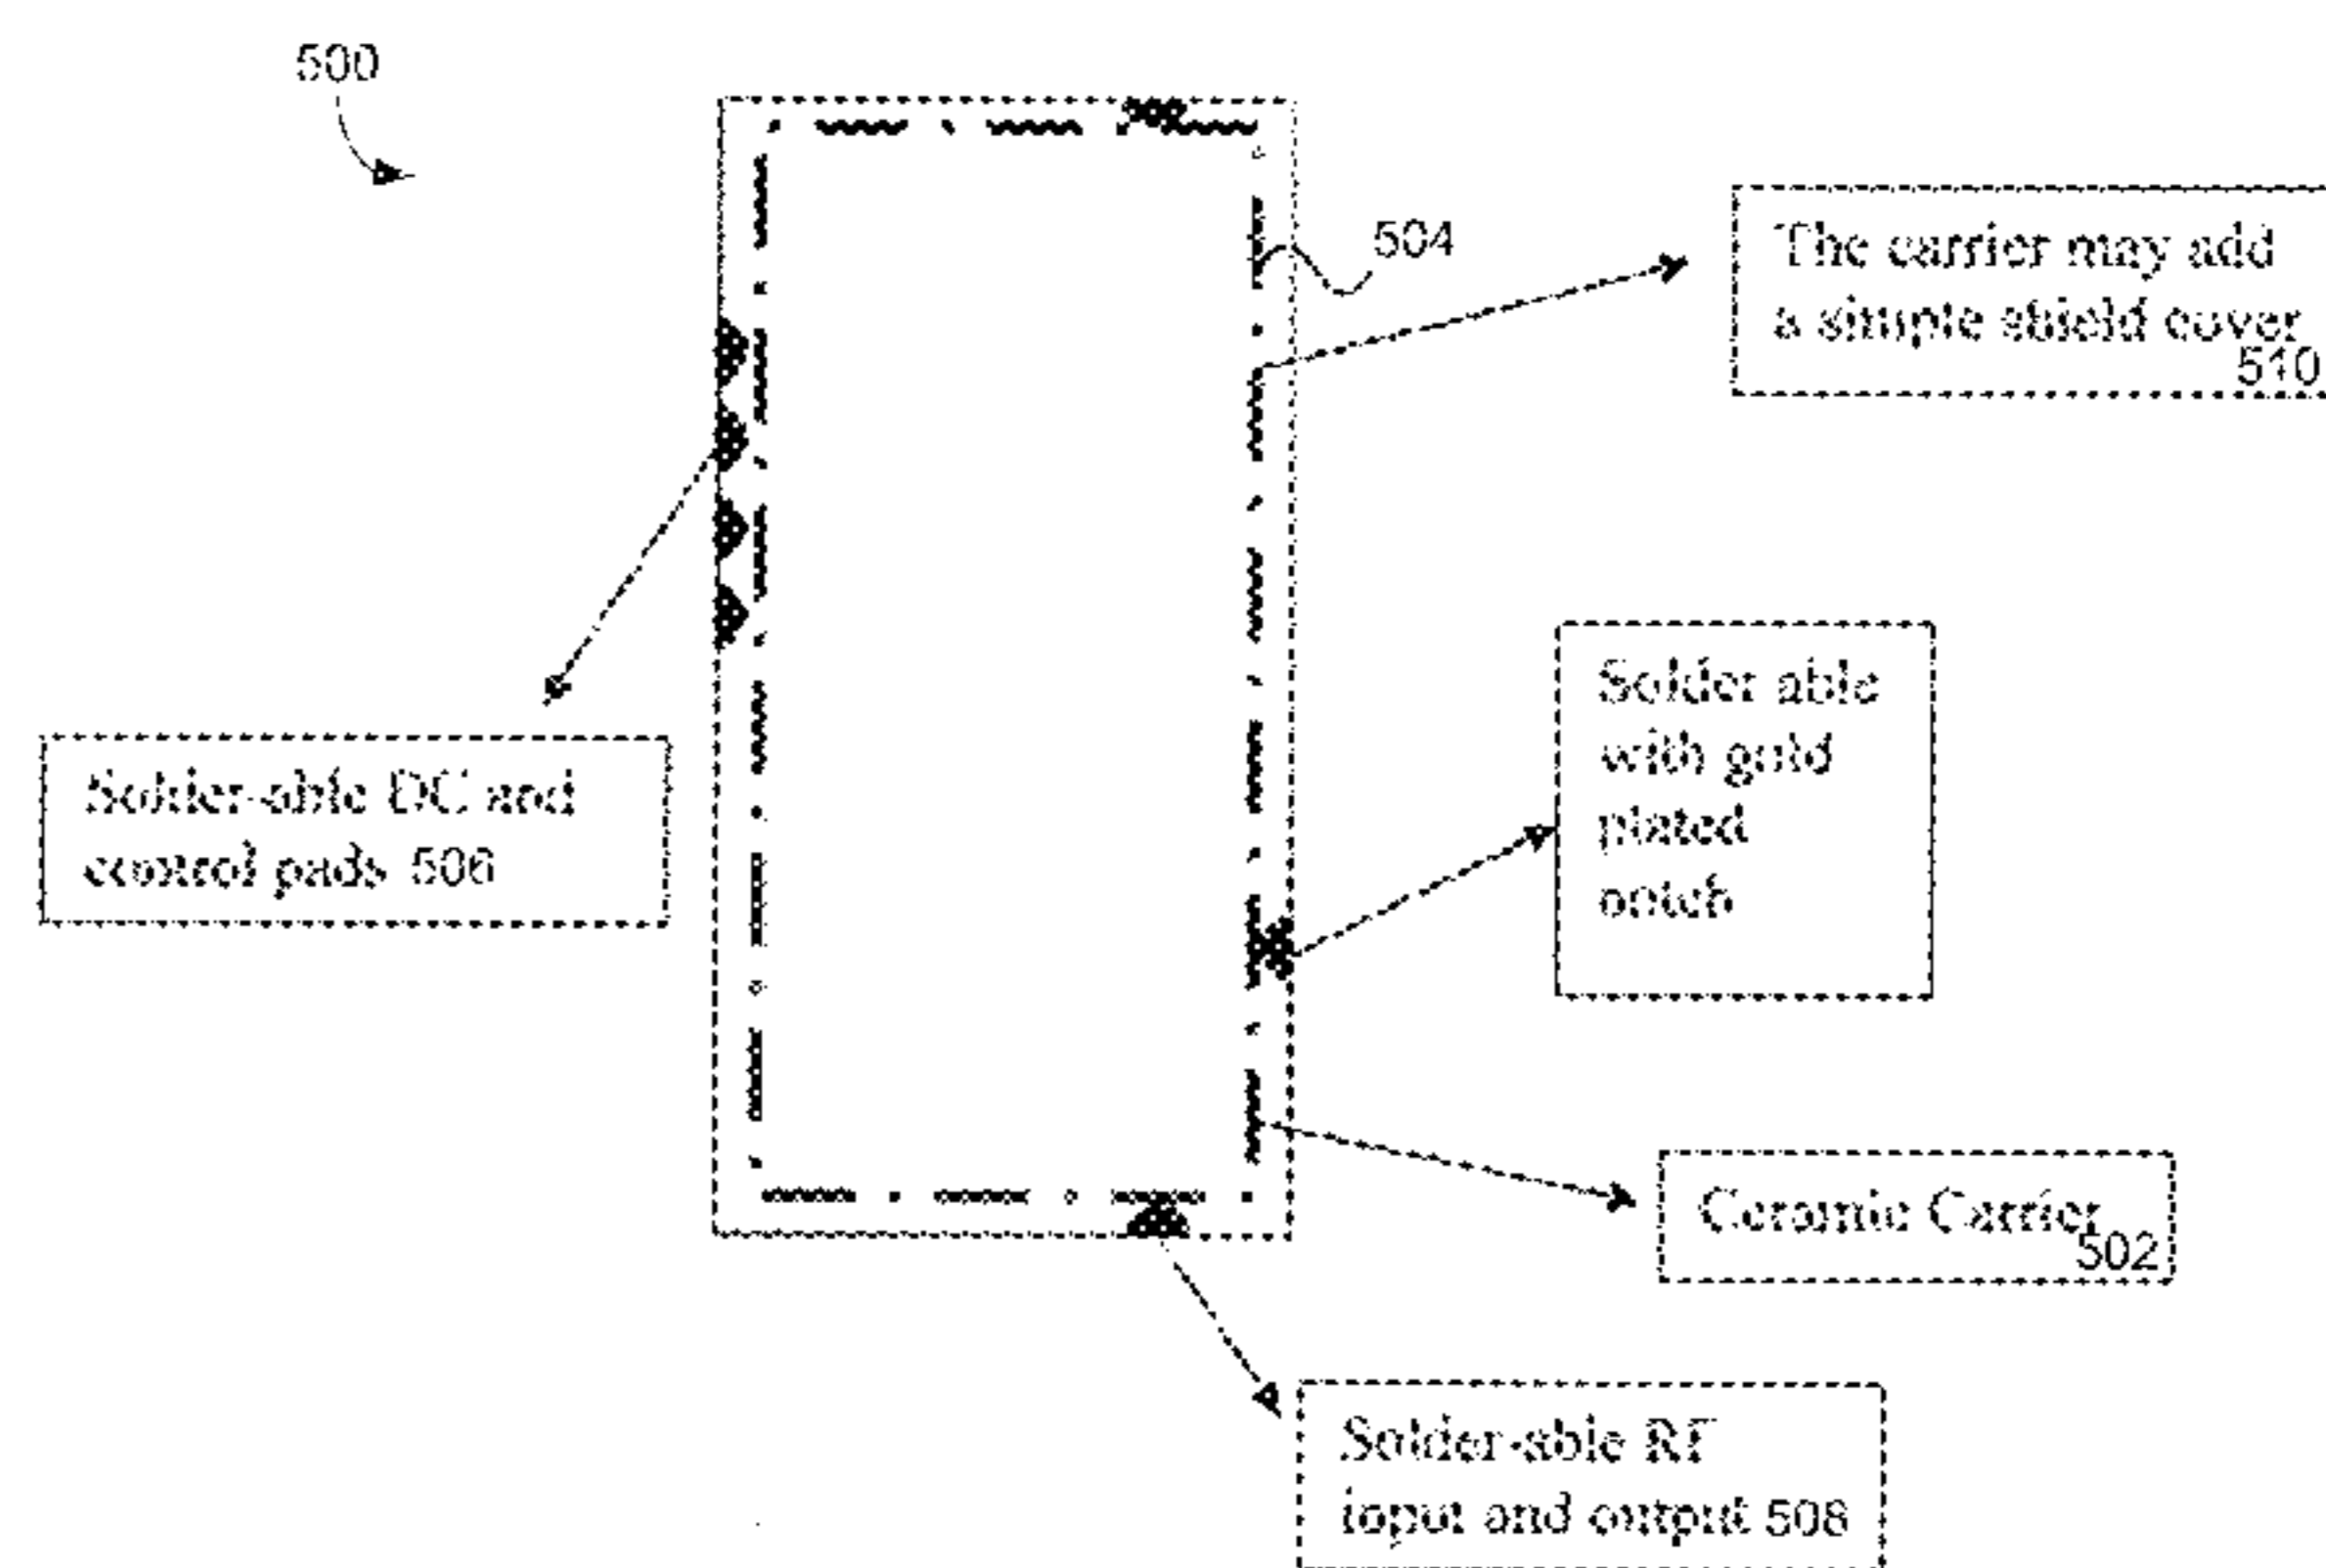 500
504
The carrier may add
a simple shield cover
510
Solder able
with gold
plated
notch
Solder-able DC and
control pads 506
Ceramic Carrier
502
Solder-able RF
input and output 508